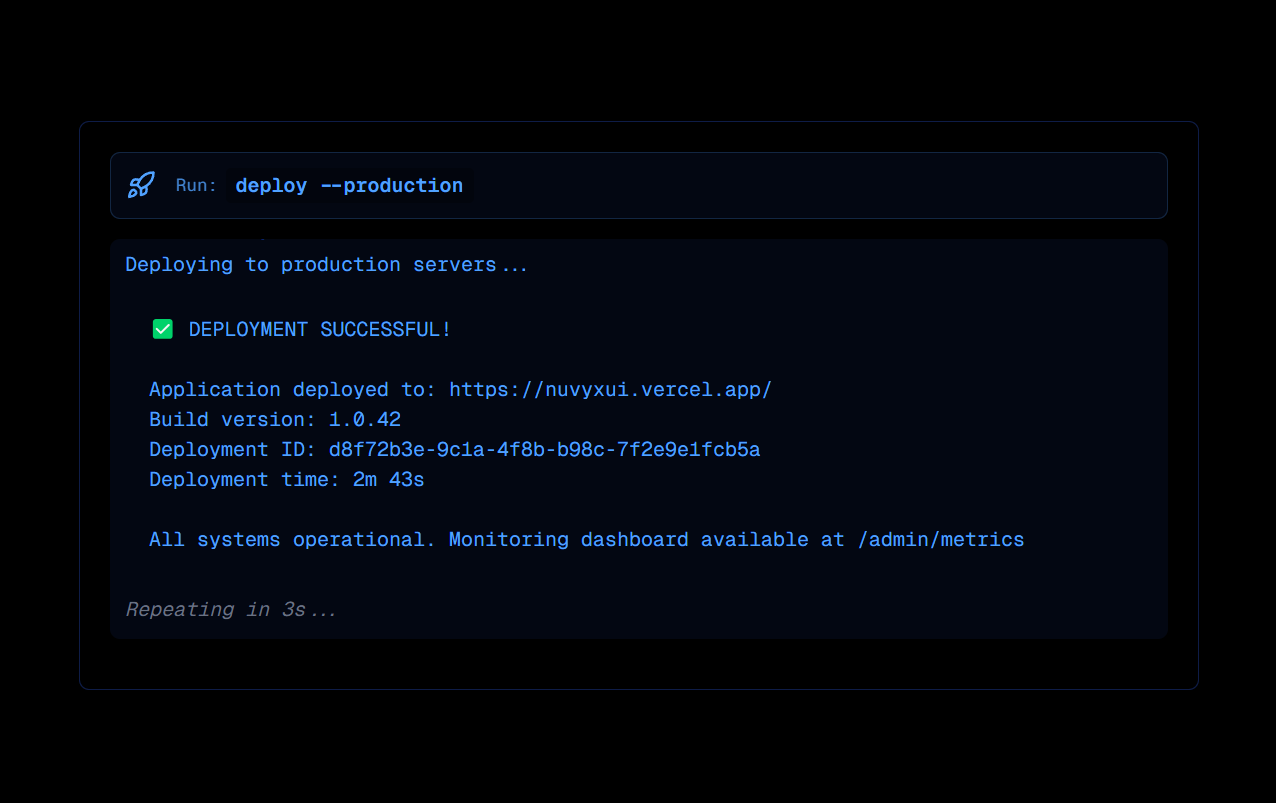 Run: deploy --production
Deploying to production servers...
✅ DEPLOYMENT SUCCESSFUL!
Application deployed to: https://nuvyxui.vercel.app/
Build version: 1.0.42
Deployment ID: d8f72b3e-9c1a-4f8b-b98c-7f2e9e1fcb5a
Deployment time: 2m 43s
All systems operational. Monitoring dashboard available at /admin/metrics
Repeating in 3s...